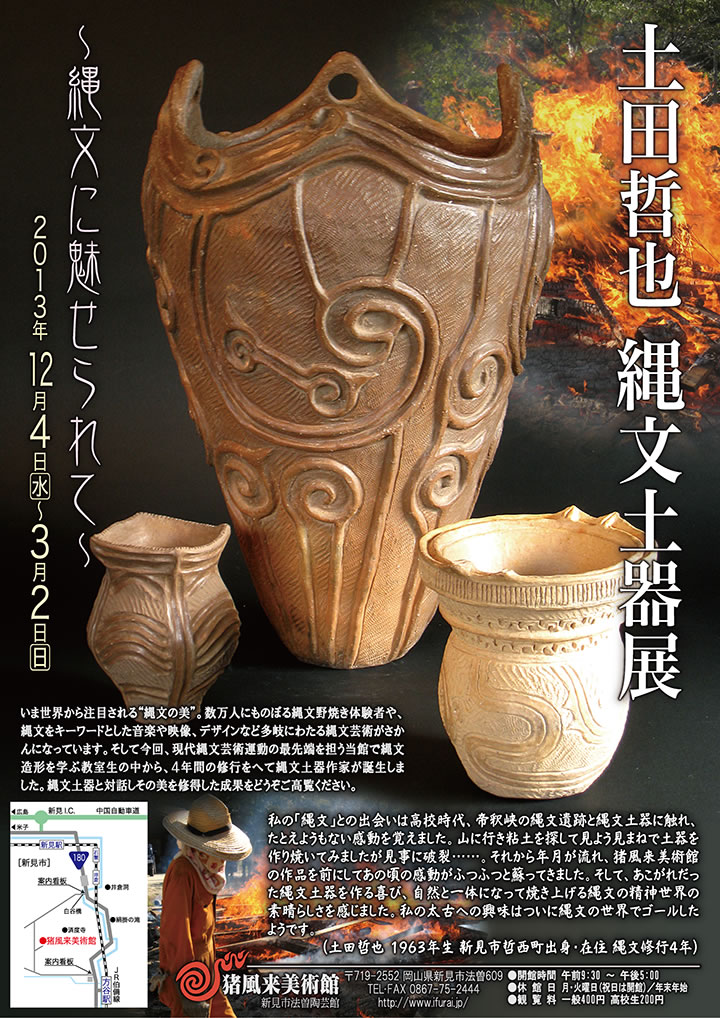 土田哲也 縄文土器展
～縄文に魅せられて～
2013年 12月4日㊌～3月2日㊐
いま世界から注目される“縄文の美”。数万人にものぼる縄文野焼き体験者や、
縄文をキーワードとした音楽や映像、デザインなど多岐にわたる縄文芸術がさか
んになっています。そして今回、現代縄文芸術運動の最先端を担う当館で縄文
造形を学ぶ教室生の中から、4年間の修行をへて縄文土器作家が誕生しま
した。縄文土器と対話しその美を修得した成果をどうぞご高覧ください。
私の「縄文」との出会いは高校時代、帝釈峡の縄文遺跡と縄文土器に触れ、
たとえようもない感動を覚えました。山に行き粘土を探して見よう見まねで土器を
作り焼いてみましたが見事に破裂……。それから年月が流れ、猪風来美術館
の作品を前にしてあの頃の感動がふつふつと蘇ってきました。そして、あこがれだっ
た縄文土器を作る喜び、自然と一体になって焼き上げる縄文の精神世界の
素晴らしさを感じました。私の太古への興味はついに縄文の世界でゴールした
ようです。
(土田哲也 1963年生 新見市哲西町出身・在住 縄文修行4年)
◀広島 新見I.C. 中国自動車道
◀米子
新見駅
[新見市]
180
案内看板
●井倉洞
白谷橋
●絹掛の滝
●済度寺
●猪風来美術館
案内看板
方谷駅
JR伯備線
猪風来美術館
新見市法曽陶芸館
〒719-2552 岡山県新見市法曽609
TEL・FAX 0867-75-2444
http://www.ifurai.jp/
●開館時間 午前9:30 ～ 午後5:00
●休館日 月・火曜日(祝日は開館)／年末年始
●観覧料 一般400円 高校生200円